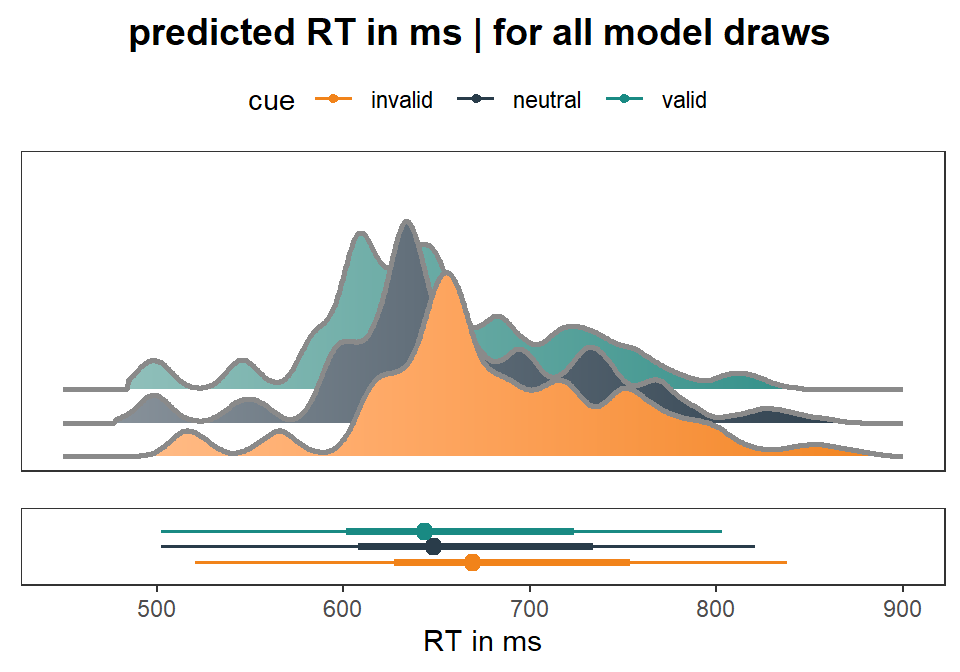 predicted RT in ms | for all model draws
cue invalid neutral valid
500 600 700 800 900
RT in ms